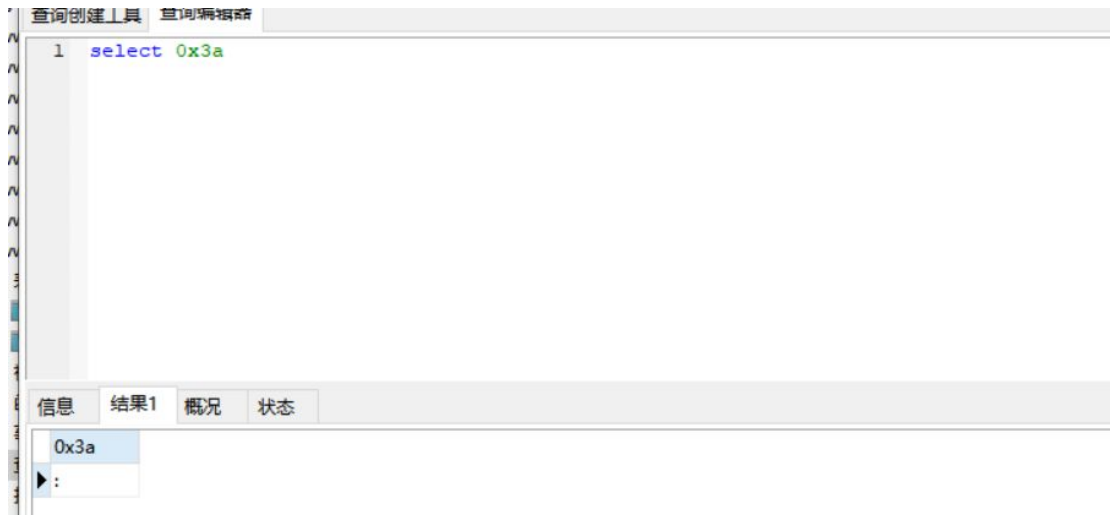 查询创建工具 查询编辑器
1 select 0x3a
信息 结果1 概况 状态
0x3a
: